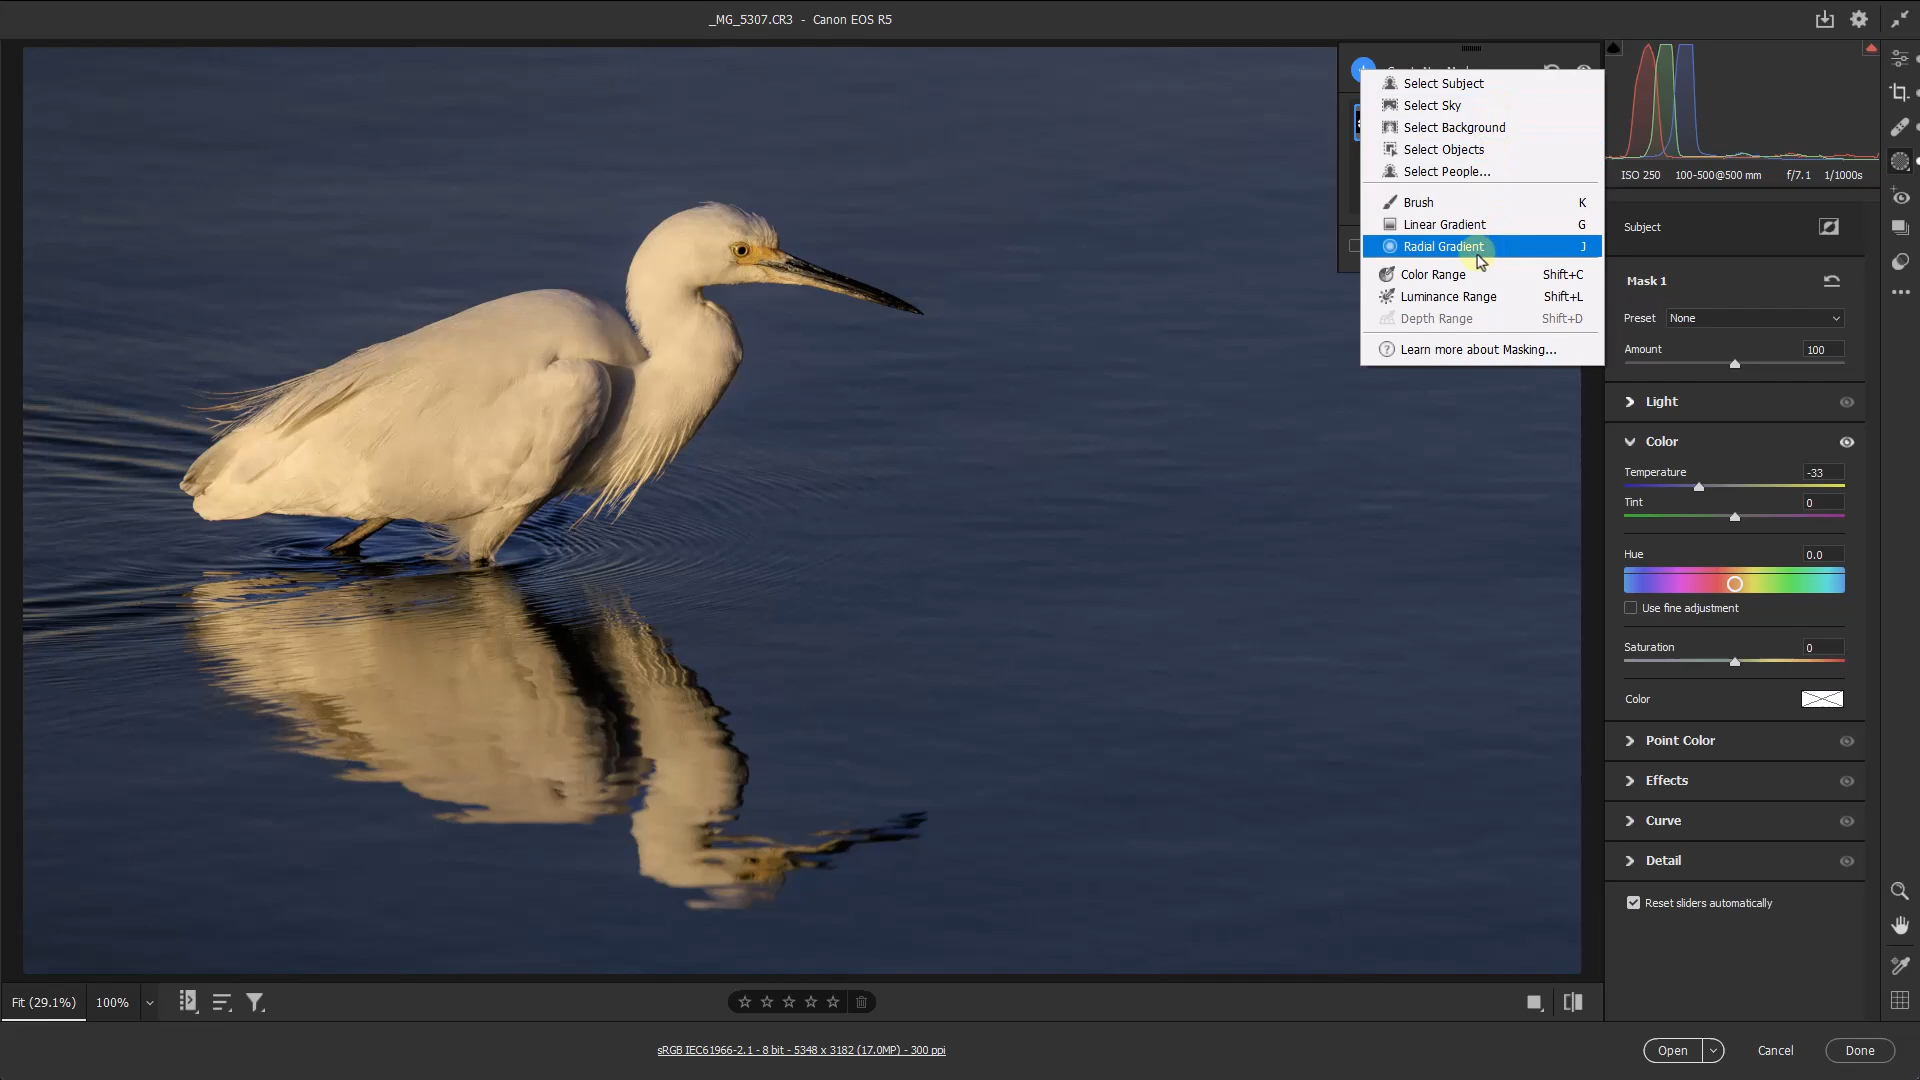 _MG_5307.CR3 - Canon EOS R5
Select Subject
Select Sky
Select Background
Select Objects
Select People...
Brush K
Linear Gradient G
Radial Gradient J
Color Range Shift+C
Luminance Range Shift+L
Depth Range Shift+D
Learn more about Masking...
ISO 250 100-500@500 mm f/7.1 1/1000s
Subject
Mask 1
Preset None
Amount 100
Light
Color
Temperature -33
Tint 0
Hue 0.0
Use fine adjustment
Saturation 0
Color
Point Color
Effects
Curve
Detail
Reset sliders automatically
Fit (29.1%) 100%
sRGB IEC61966-2.1 - 8 bit - 5348 x 3182 (17.0MP) - 300 ppi
Open Cancel Done